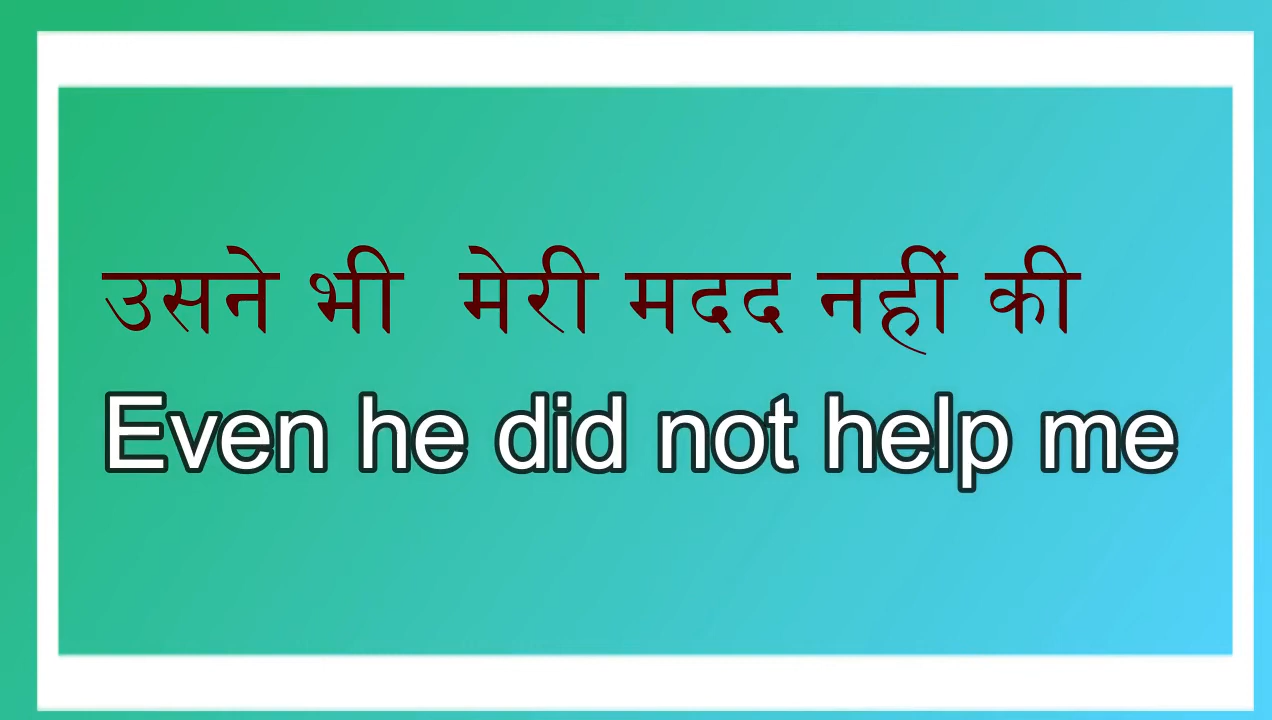 उसने भी मेरी मदद नहीं की
Even he did not help me